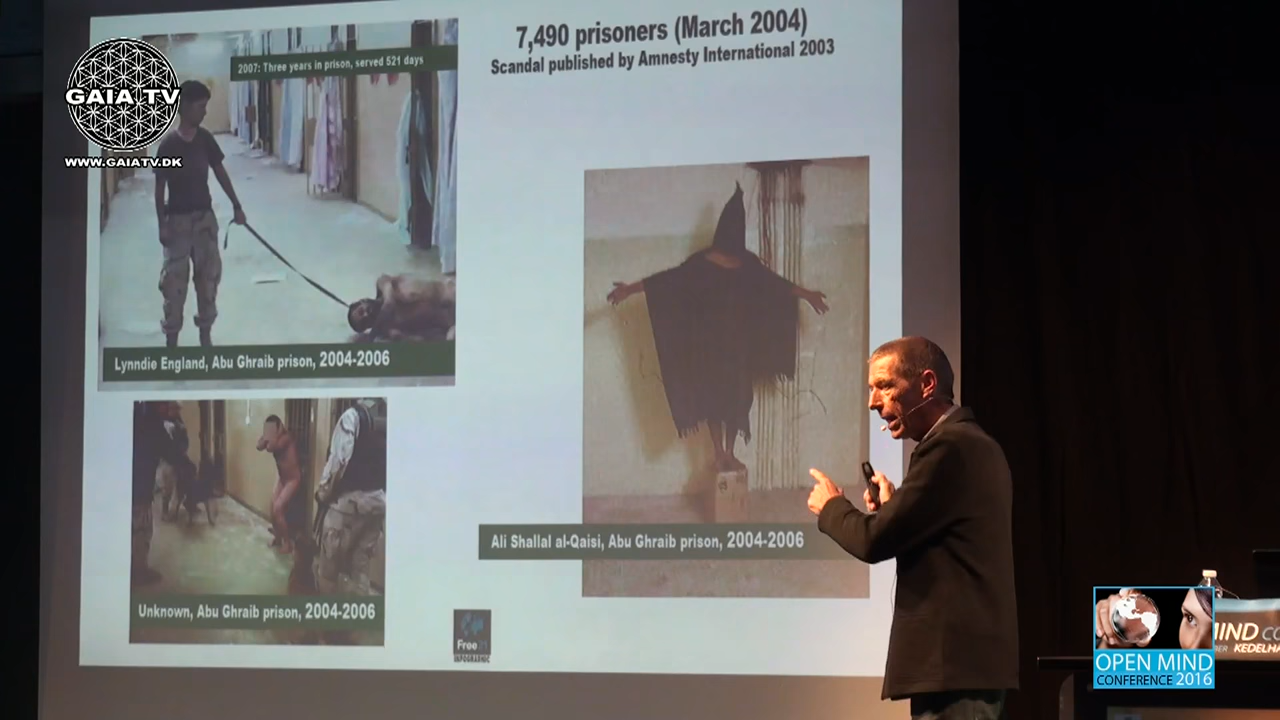 GAIA TV
WWW.GAIATV.DK
2007: Three years in prison, served 521 days
7,490 prisoners (March 2004)
Scandal published by Amnesty International 2003
Lynndie England, Abu Ghraib prison, 2004-2006
Ali Shallal al-Qaisi, Abu Ghraib prison, 2004-2006
Unknown, Abu Ghraib prison, 2004-2006
Free21
INFOGRAPHIC
MIND CO
KEDELHA
OPEN MIND
CONFERENCE 2016